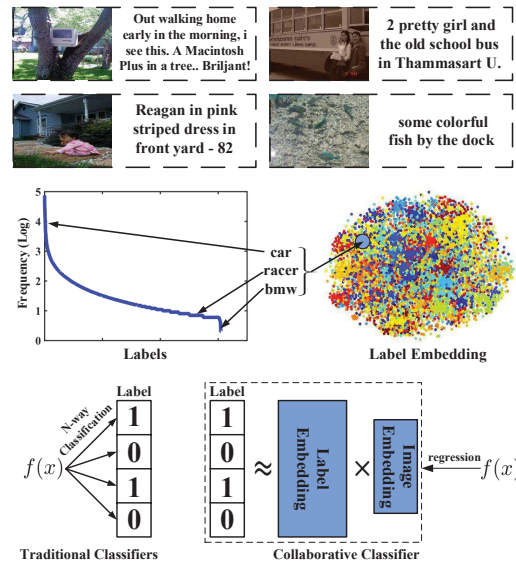 Out walking home
early in the morning, i
see this. A Macintosh
Plus in a tree.. Briljant!
2 pretty girl and
the old school bus
in Thammasart U.
Reagan in pink
striped dress in
front yard - 82
some colorful
fish by the dock
Frequency (Log)
5
4
3
2
1
0
Labels
car
racer
bmw
Label Embedding
N-way
Classification
f(x)
Label
1
0
1
0
Traditional Classifiers
Label
1
0
1
0
≈
Label
Embedding
×
Image
Embedding
regression
f(x)
Collaborative Classifier